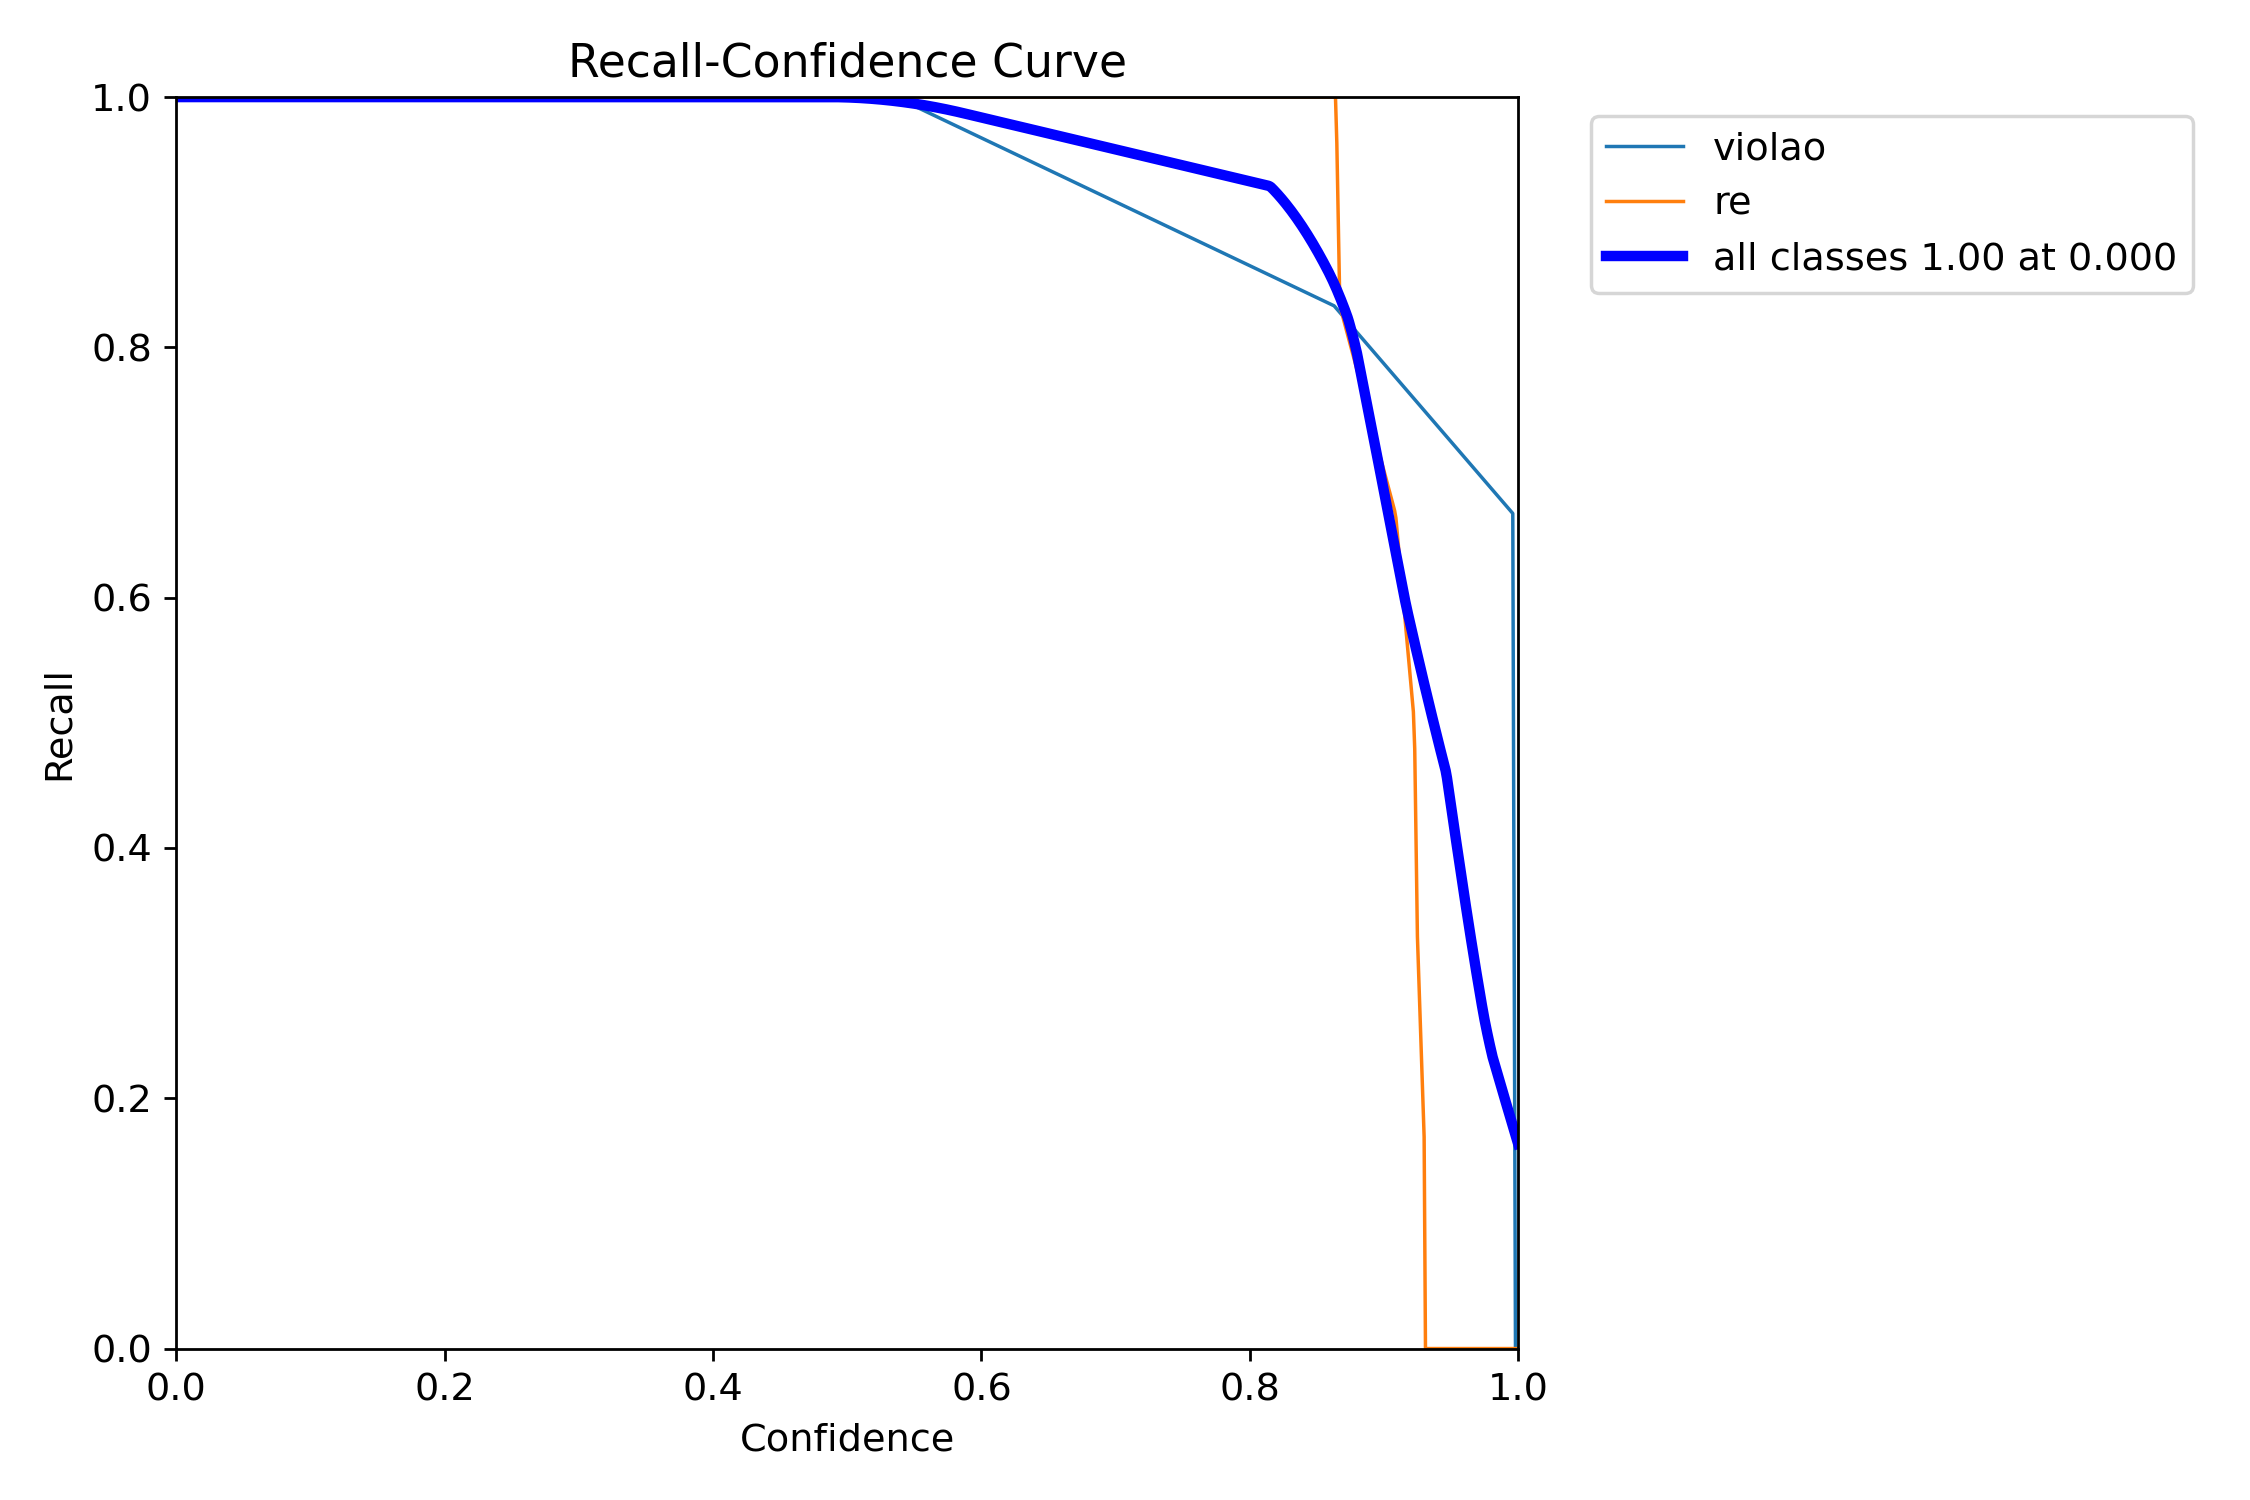 Recall-Confidence Curve
1.0
0.8
0.6
0.4
0.2
0.0
Recall
0.0 0.2 0.4 0.6 0.8 1.0
Confidence
violao
re
all classes 1.00 at 0.000